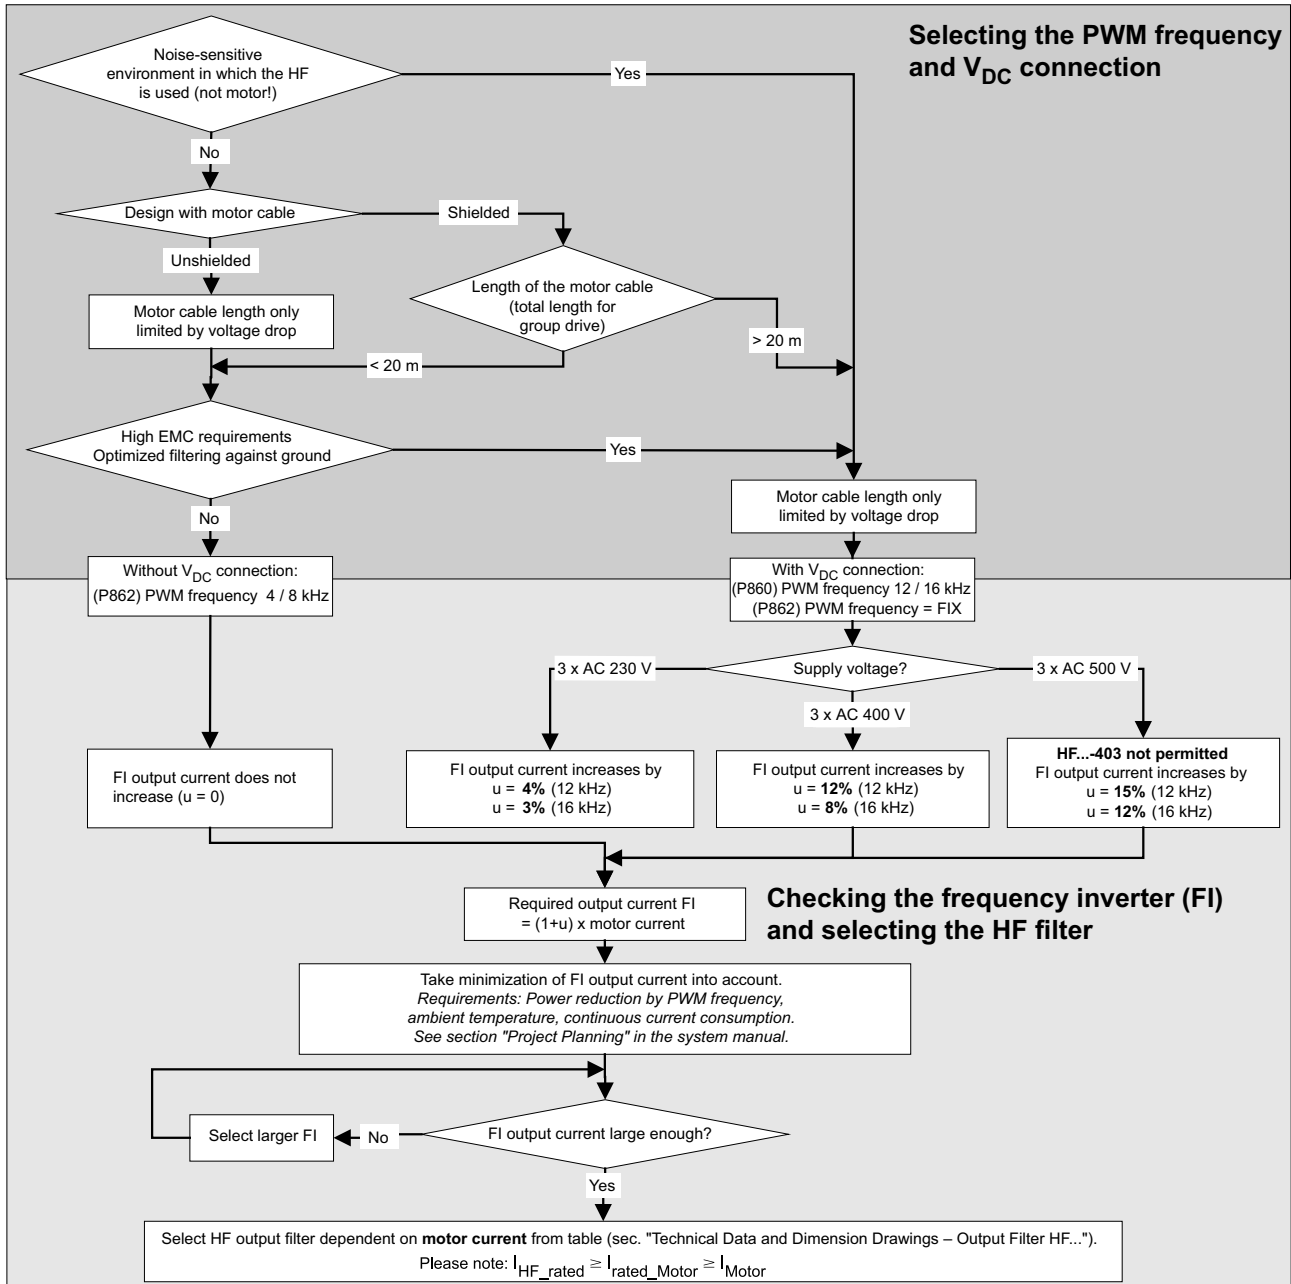 Selecting the PWM frequency
and VDC connection
Noise-sensitive
environment in which the HF
is used (not motor!)
Yes
No
Design with motor cable
Shielded
Unshielded
Length of the motor cable
(total length for
group drive)
Motor cable length only
limited by voltage drop
> 20 m
< 20 m
High EMC requirements
Optimized filtering against ground
Yes
No
Motor cable length only
limited by voltage drop
Without VDC connection:
(P862) PWM frequency 4 / 8 kHz
With VDC connection:
(P860) PWM frequency 12 / 16 kHz
(P862) PWM frequency = FIX
3 x AC 230 V
Supply voltage?
3 x AC 500 V
3 x AC 400 V
FI output current does not
increase (u = 0)
FI output current increases by
u = 4% (12 kHz)
u = 3% (16 kHz)
FI output current increases by
u = 12% (12 kHz)
u = 8% (16 kHz)
HF...-403 not permitted
FI output current increases by
u = 15% (12 kHz)
u = 12% (16 kHz)
Checking the frequency inverter (FI)
and selecting the HF filter
Required output current FI
= (1+u) x motor current
Take minimization of FI output current into account.
Requirements: Power reduction by PWM frequency,
ambient temperature, continuous current consumption.
See section "Project Planning" in the system manual.
Select larger FI
No
FI output current large enough?
Yes
Select HF output filter dependent on motor current from table (sec. "Technical Data and Dimension Drawings – Output Filter HF...").
Please note: IHF_rated ≥ Irated_Motor ≥ IMotor